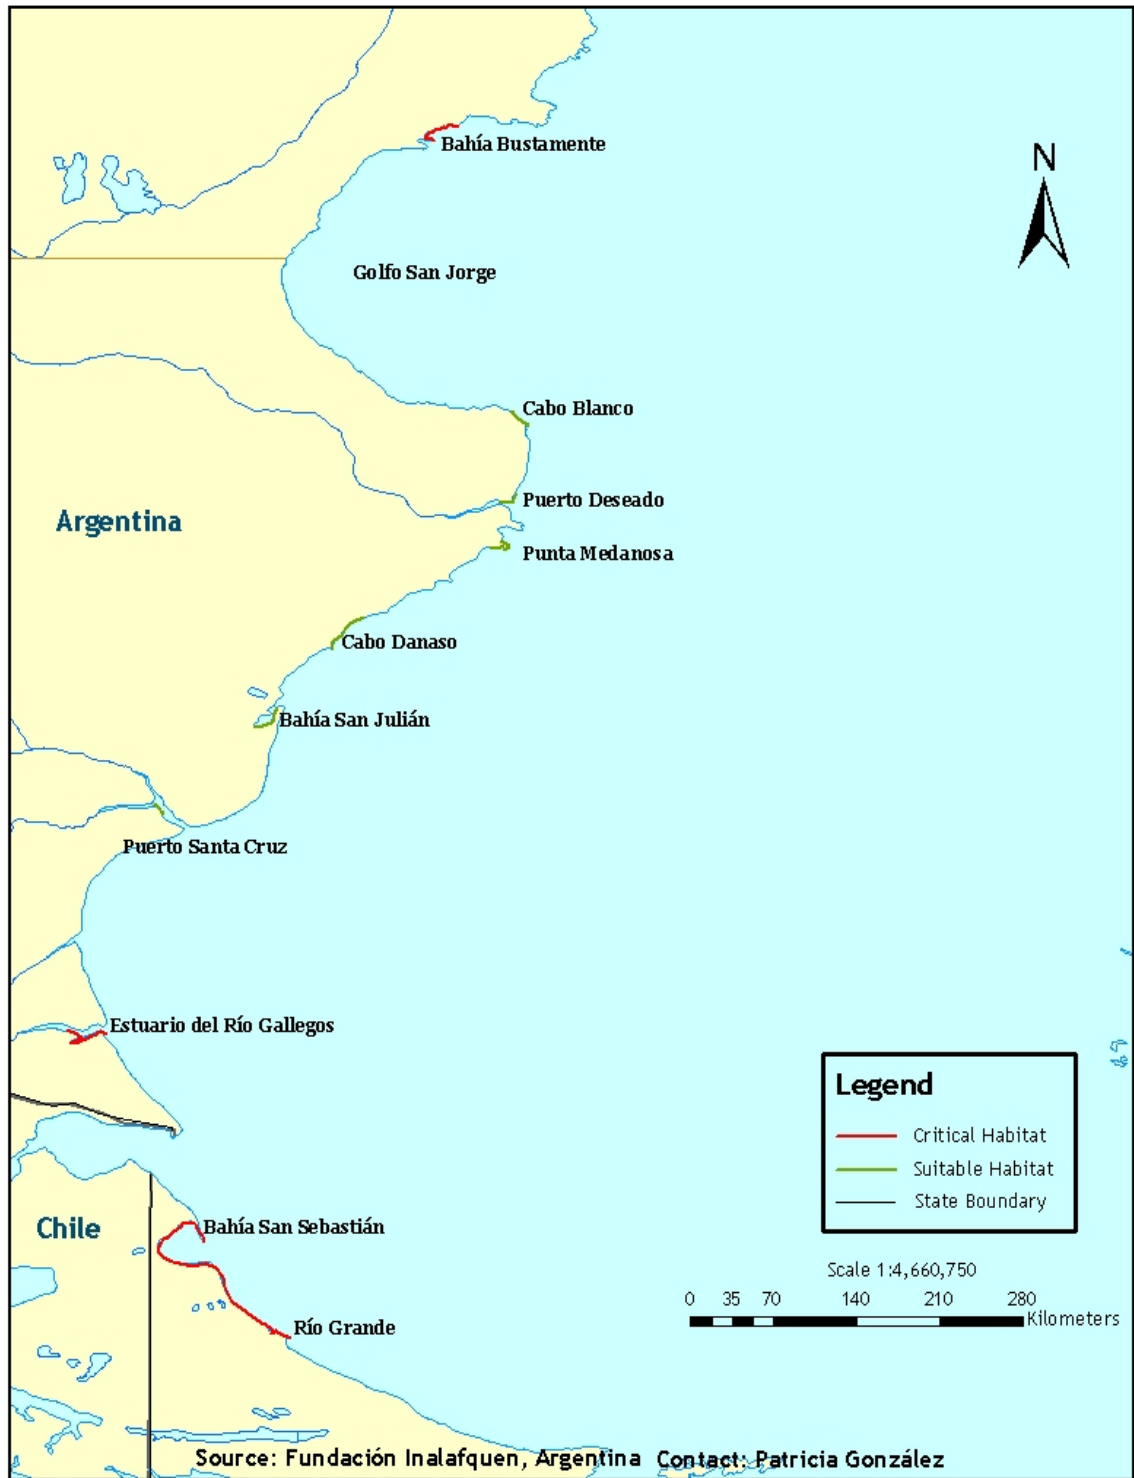 Bahía Bustamente
N
Golfo San Jorge
Cabo Blanco
Puerto Deseado
Argentina
Punta Medanosa
Cabo Danaso
Bahía San Julián
Puerto Santa Cruz
Estuario del Río Gallegos
Legend
Critical Habitat
Suitable Habitat
State Boundary
Chile
Bahía San Sebastián
Scale 1:4,660,750
0 35 70 140 210 280
Kilometers
Río Grande
Source: Fundación Inalafquen, Argentina Contact: Patricia González